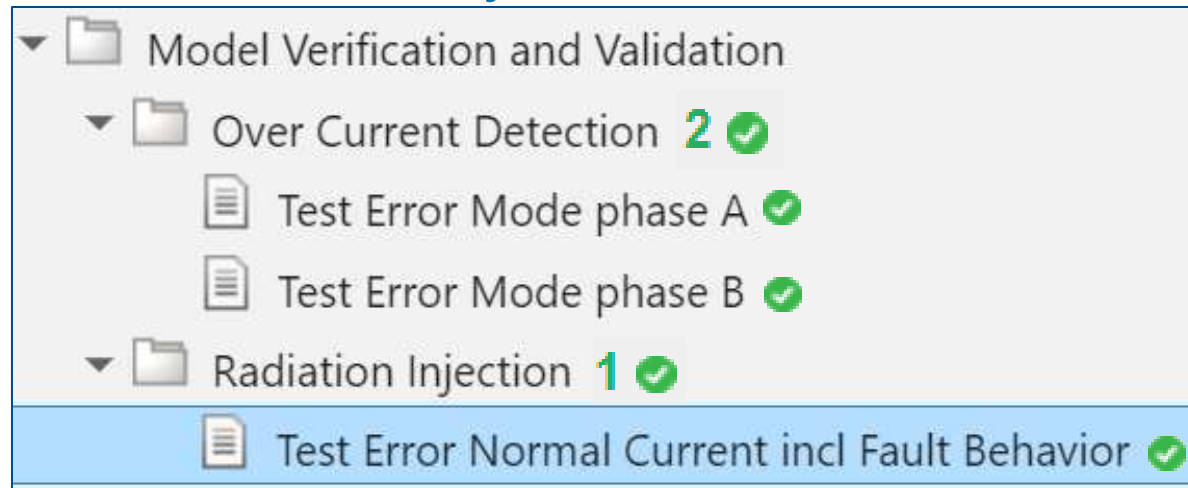 Model Verification and Validation
Over Current Detection 2
Test Error Mode phase A
Test Error Mode phase B
Radiation Injection 1
Test Error Normal Current incl Fault Behavior